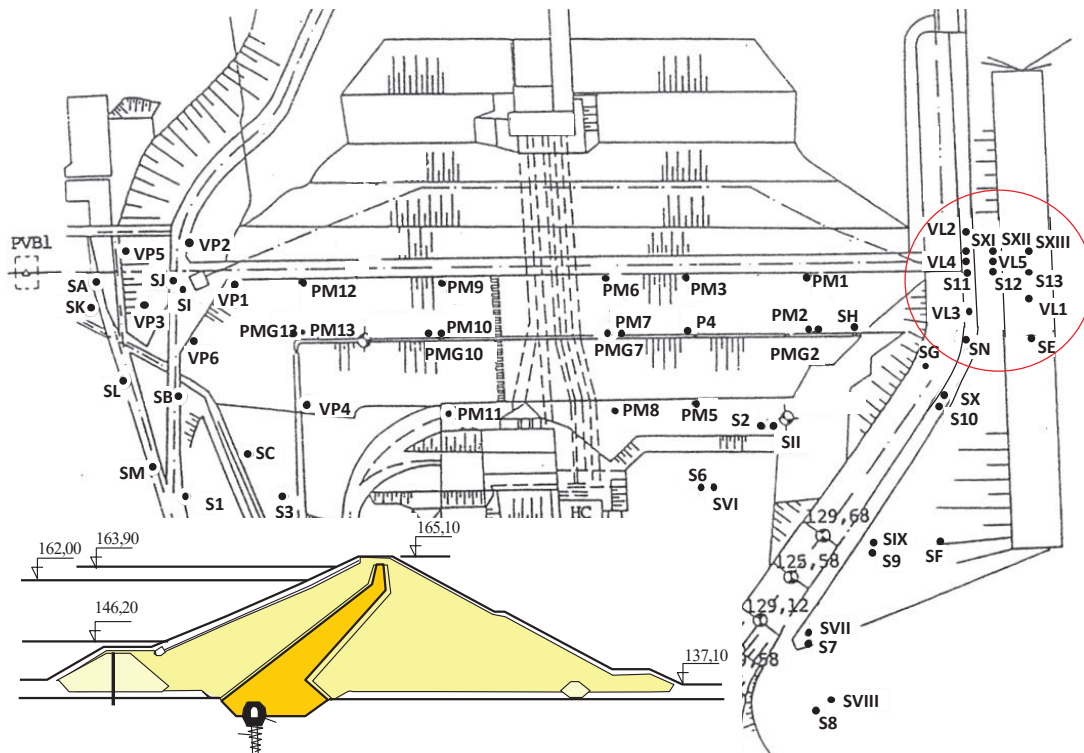 PVB1
VP5
VP2
SJ
SA
SI
SK
VP3
VP1
PM12
PM9
PM6
PM3
PM1
VL2
SXI
SXII
SXIII
VL4
VL5
S11
S12
S13
VL3
VL1
VP6
PMG13
PM13
PM10
PMG10
PM7
PMG7
P4
PM2
SH
PMG2
SG
SN
SE
SL
SB
VP4
PM11
PM8
PM5
S2
SII
SX
S10
SC
SM
S1
S3
S6
SVI
HC
129,68
SIX
S9
SF
125,58
129,12
9,58
SVII
S7
SVIII
S8
165,10
163,90
162,00
146,20
137,10